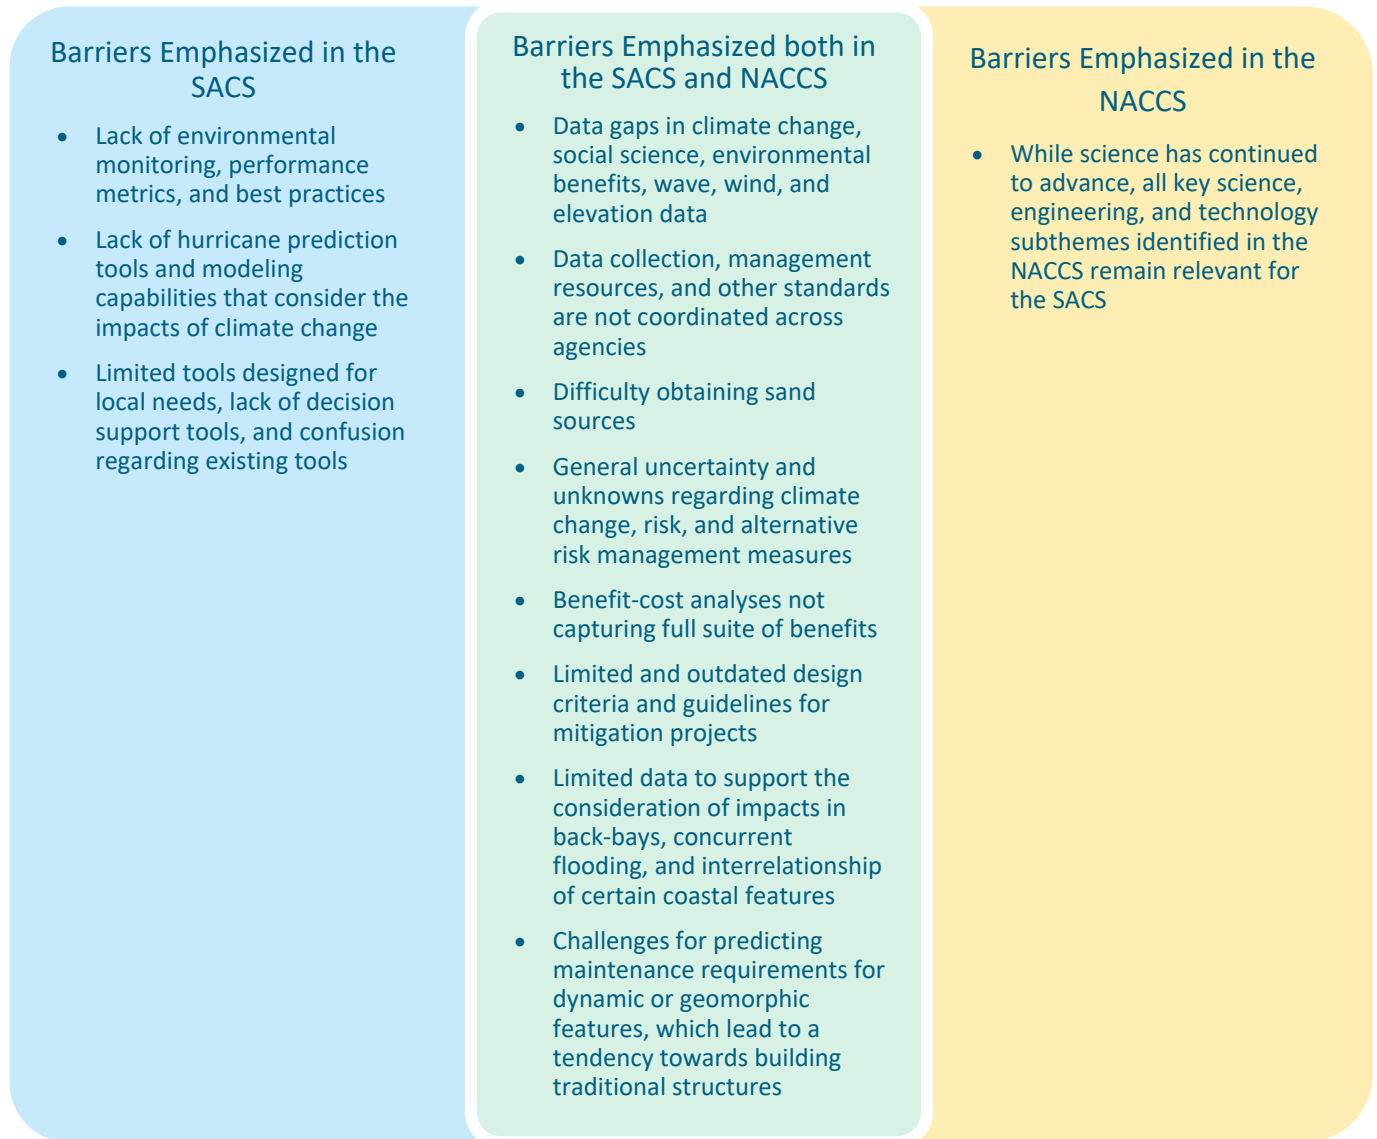 Barriers Emphasized in the
SACS
• Lack of environmental
monitoring, performance
metrics, and best practices
• Lack of hurricane prediction
tools and modeling
capabilities that consider the
impacts of climate change
• Limited tools designed for
local needs, lack of decision
support tools, and confusion
regarding existing tools
Barriers Emphasized both in
the SACS and NACCS
• Data gaps in climate change,
social science, environmental
benefits, wave, wind, and
elevation data
• Data collection, management
resources, and other standards
are not coordinated across
agencies
• Difficulty obtaining sand
sources
• General uncertainty and
unknowns regarding climate
change, risk, and alternative
risk management measures
• Benefit-cost analyses not
capturing full suite of benefits
• Limited and outdated design
criteria and guidelines for
mitigation projects
• Limited data to support the
consideration of impacts in
back-bays, concurrent
flooding, and interrelationship
of certain coastal features
• Challenges for predicting
maintenance requirements for
dynamic or geomorphic
features, which lead to a
tendency towards building
traditional structures
Barriers Emphasized in the
NACCS
• While science has continued
to advance, all key science,
engineering, and technology
subthemes identified in the
NACCS remain relevant for
the SACS